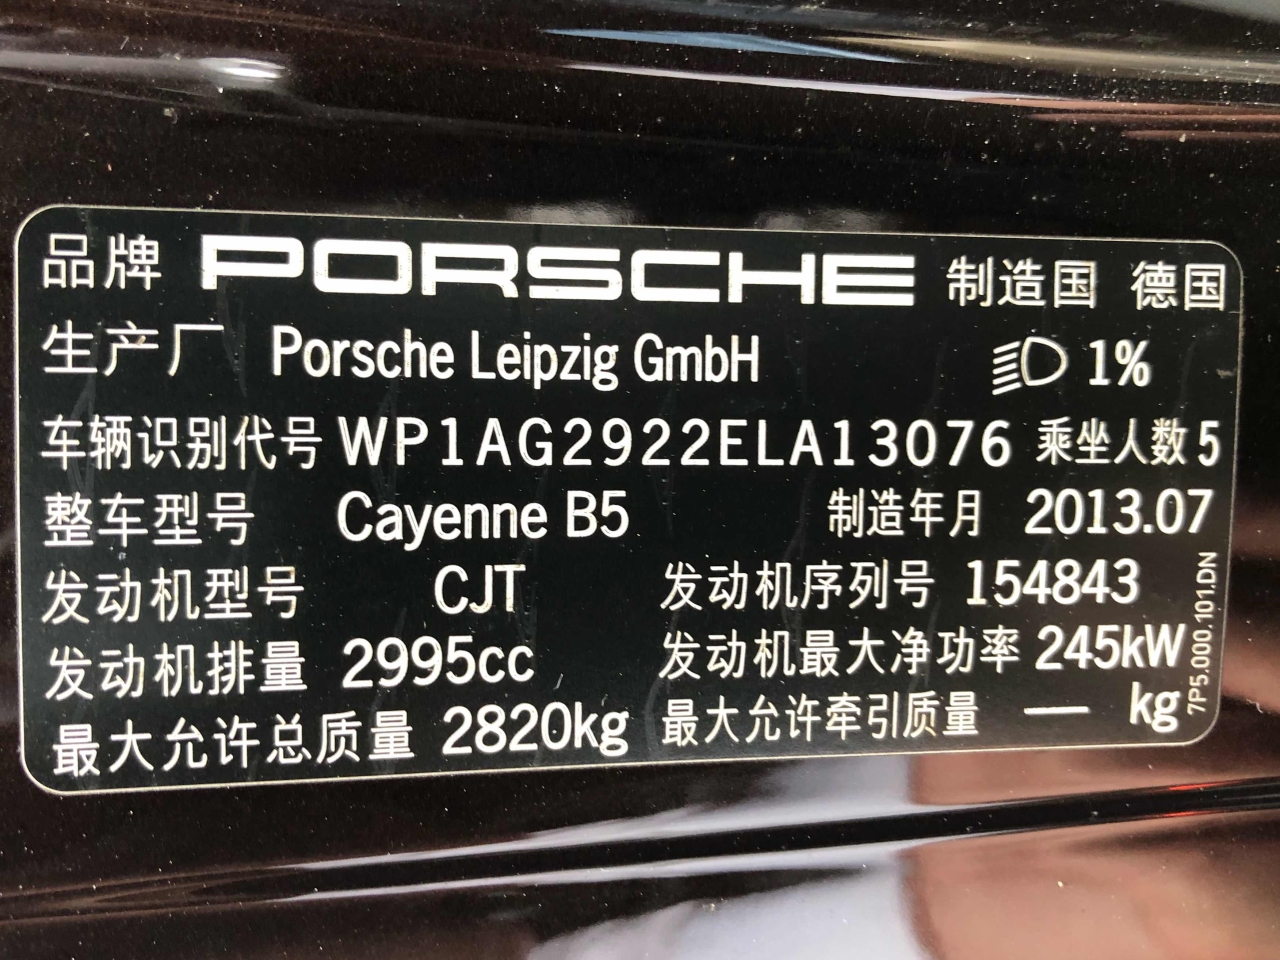 品牌 PORSCHE 制造国 德国
生产厂 Porsche Leipzig GmbH 1%
车辆识别代号 WP1AG2922ELA13076 乘坐人数 5
整车型号 Cayenne B5 制造年月 2013.07
发动机型号 CJT 发动机序列号 154843
发动机排量 2995cc 发动机最大净功率 245kW
最大允许总质量 2820kg 最大允许牵引质量 — kg
7P5.000.101.DN